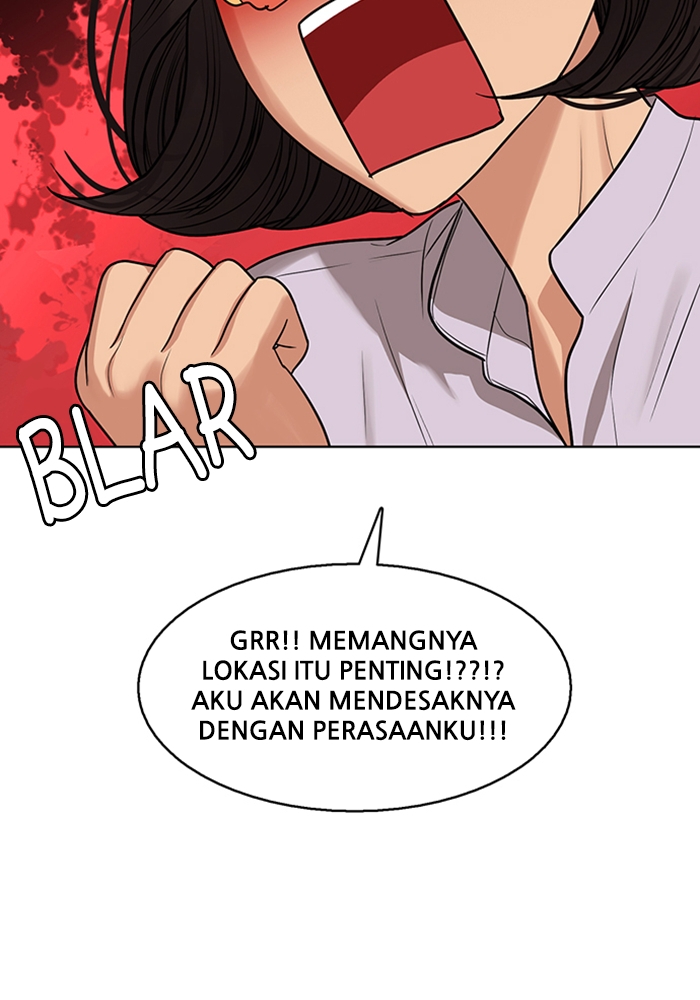 BLAR
GRR!! MEMANGNYA
LOKASI ITU PENTING!??!?
AKU AKAN MENDESAKNYA
DENGAN PERASAANKU!!!